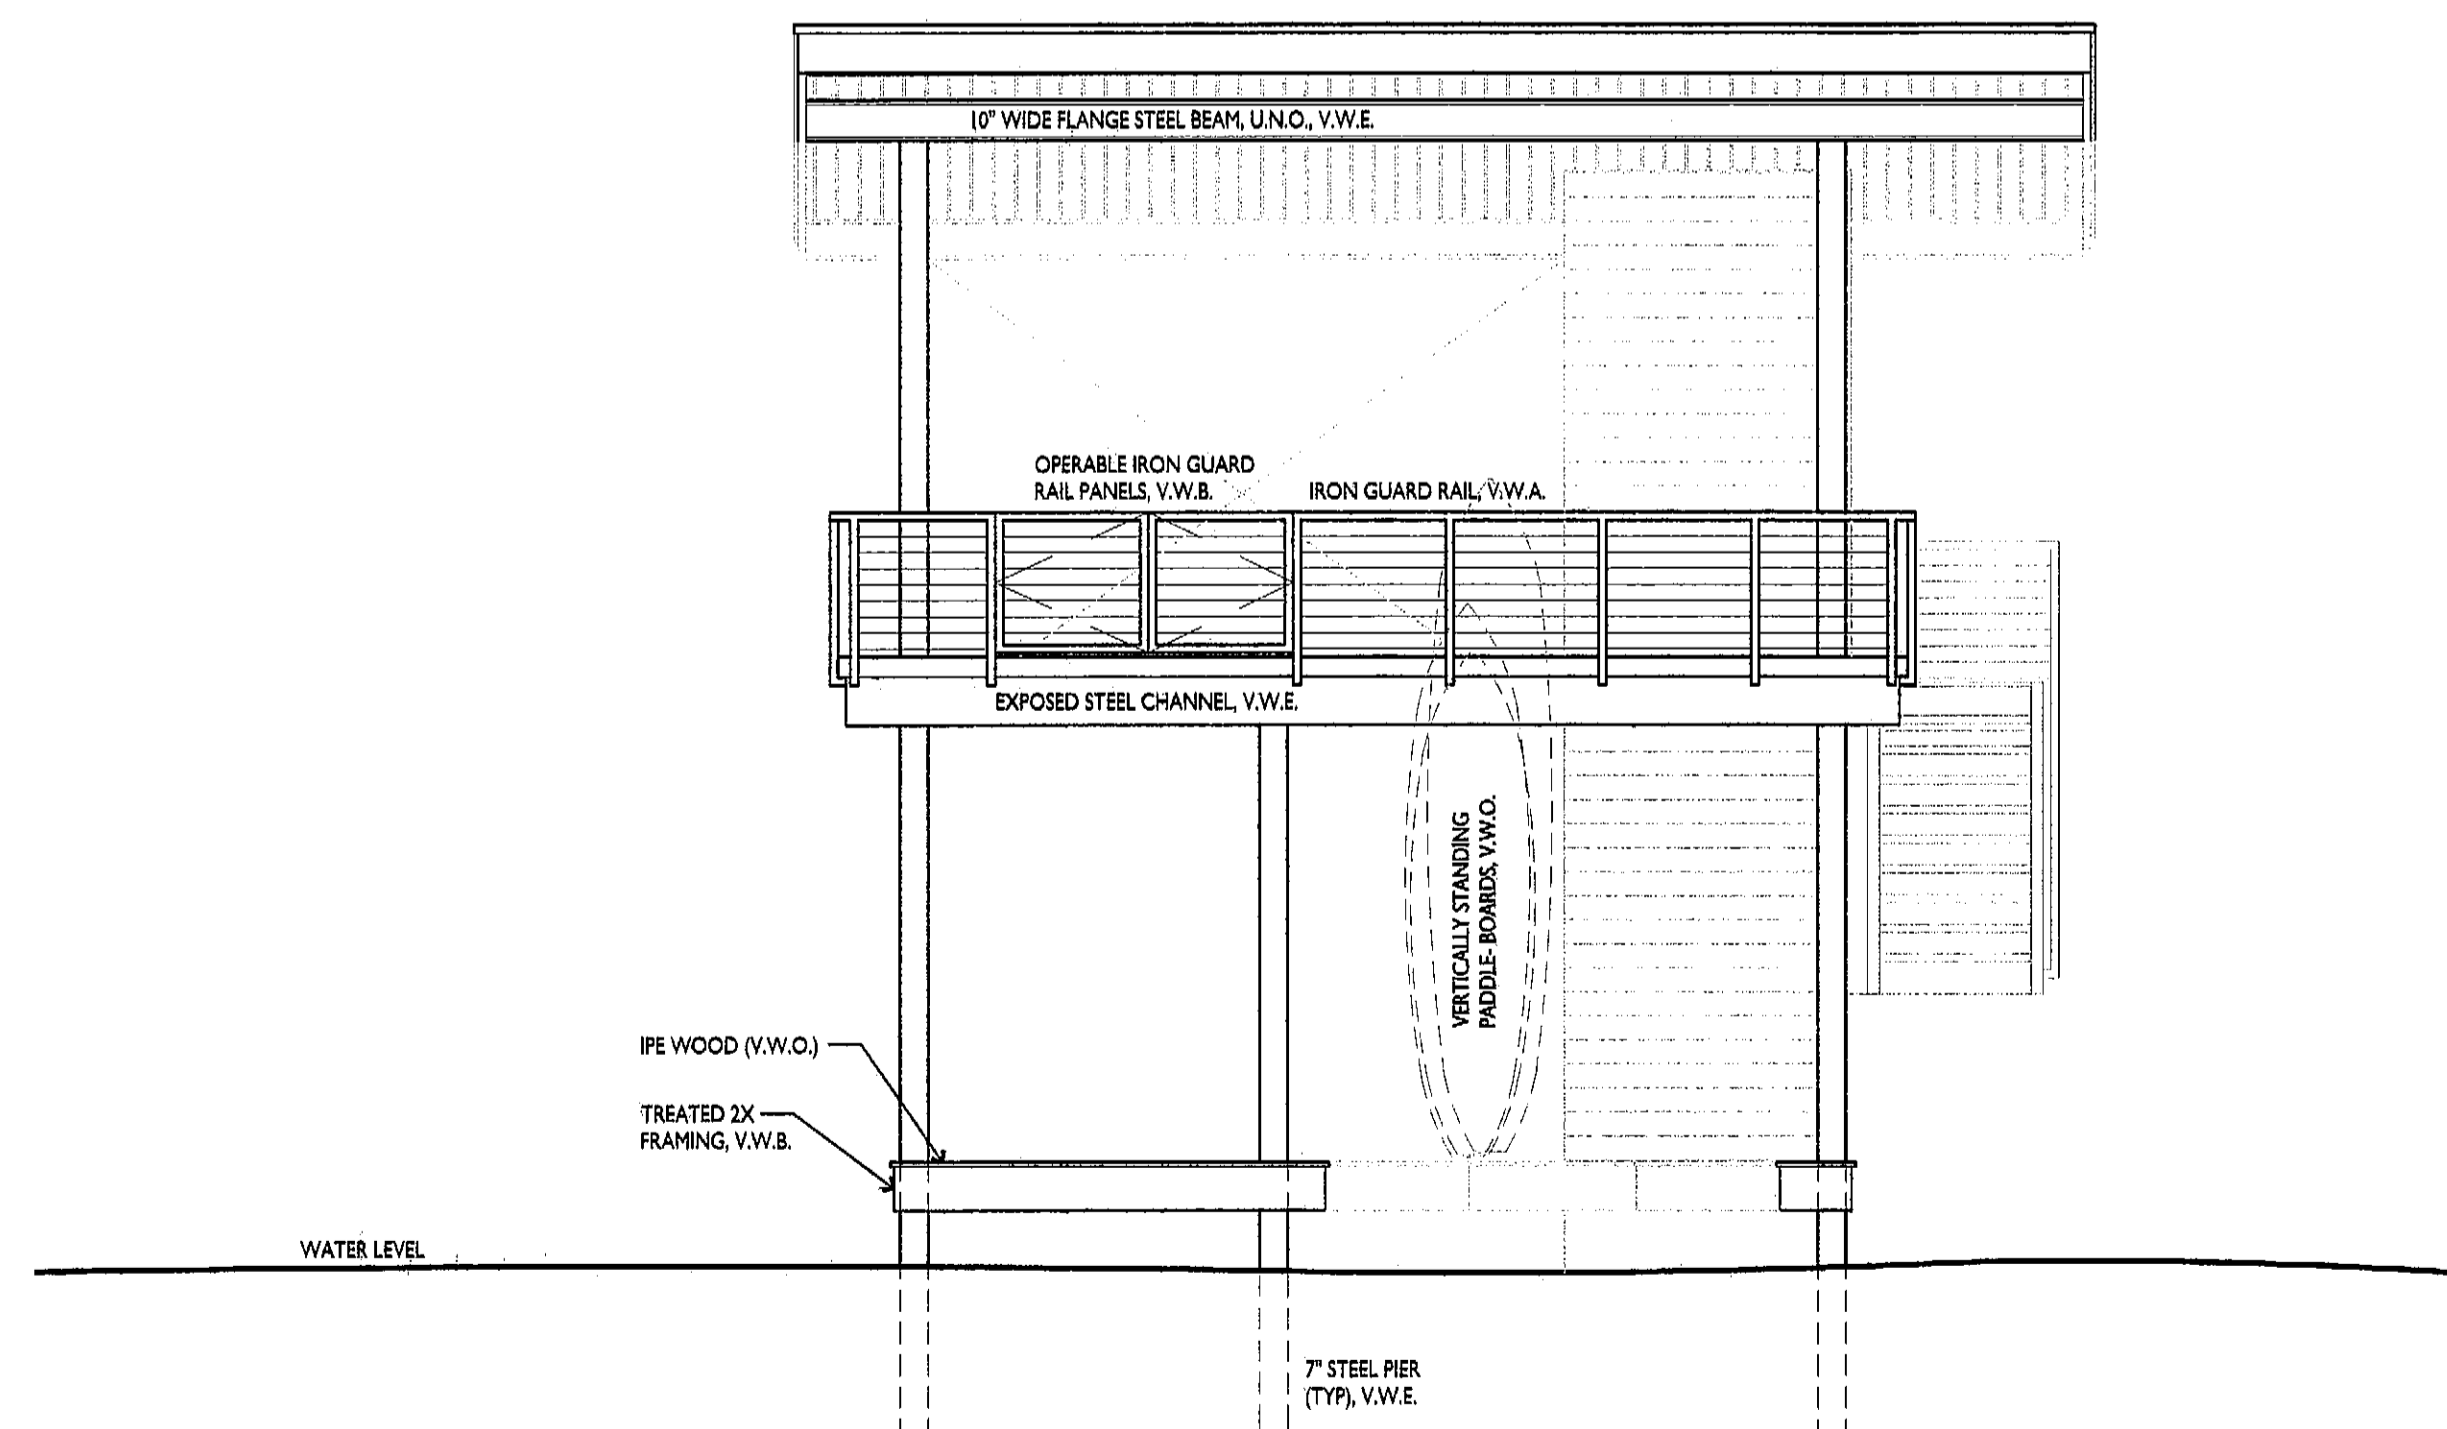 10" WIDE FLANGE STEEL BEAM, U.N.O., V.W.E.
OPERABLE IRON GUARD
RAIL PANELS, V.W.B.
IRON GUARD RAIL, V.W.A.
EXPOSED STEEL CHANNEL, V.W.E.
VERTICALLY STANDING
PADDLE- BOARDS, V.W.O.
IPE WOOD (V.W.O.)
TREATED 2X
FRAMING, V.W.B.
WATER LEVEL
7" STEEL PIER
(TYP), V.W.E.